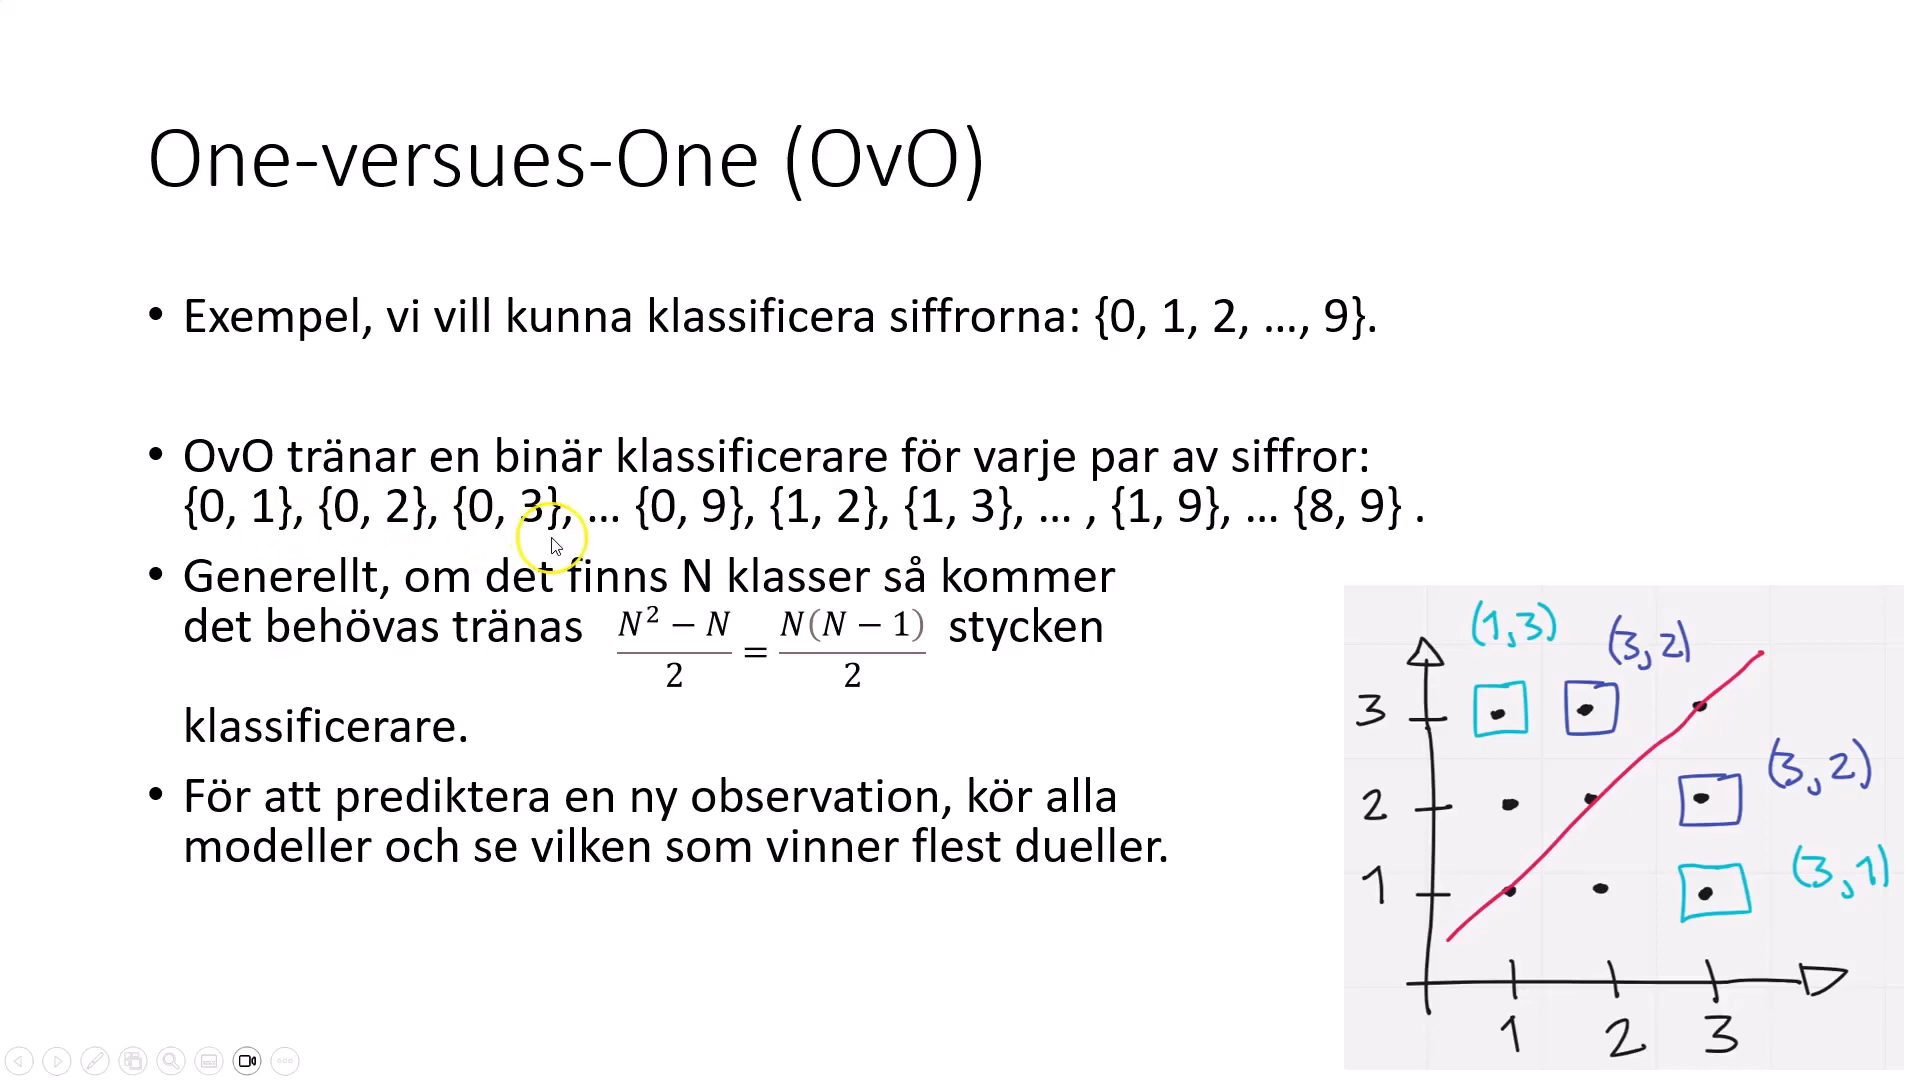 One-versues-One (OvO)
• Exempel, vi vill kunna klassificera siffrorna: {0, 1, 2, …, 9}.
• OvO tränar en binär klassificerare för varje par av siffror:
{0, 1}, {0, 2}, {0, 3}, … {0, 9}, {1, 2}, {1, 3}, … , {1, 9}, … {8, 9} .
• Generellt, om det finns N klasser så kommer
det behövas tränas (N² − N)/2 = N(N − 1)/2 stycken
klassificerare.
• För att prediktera en ny observation, kör alla
modeller och se vilken som vinner flest dueller.
(1,3)
(3,2)
3
(3,2)
2
(3,1)
1
1 2 3